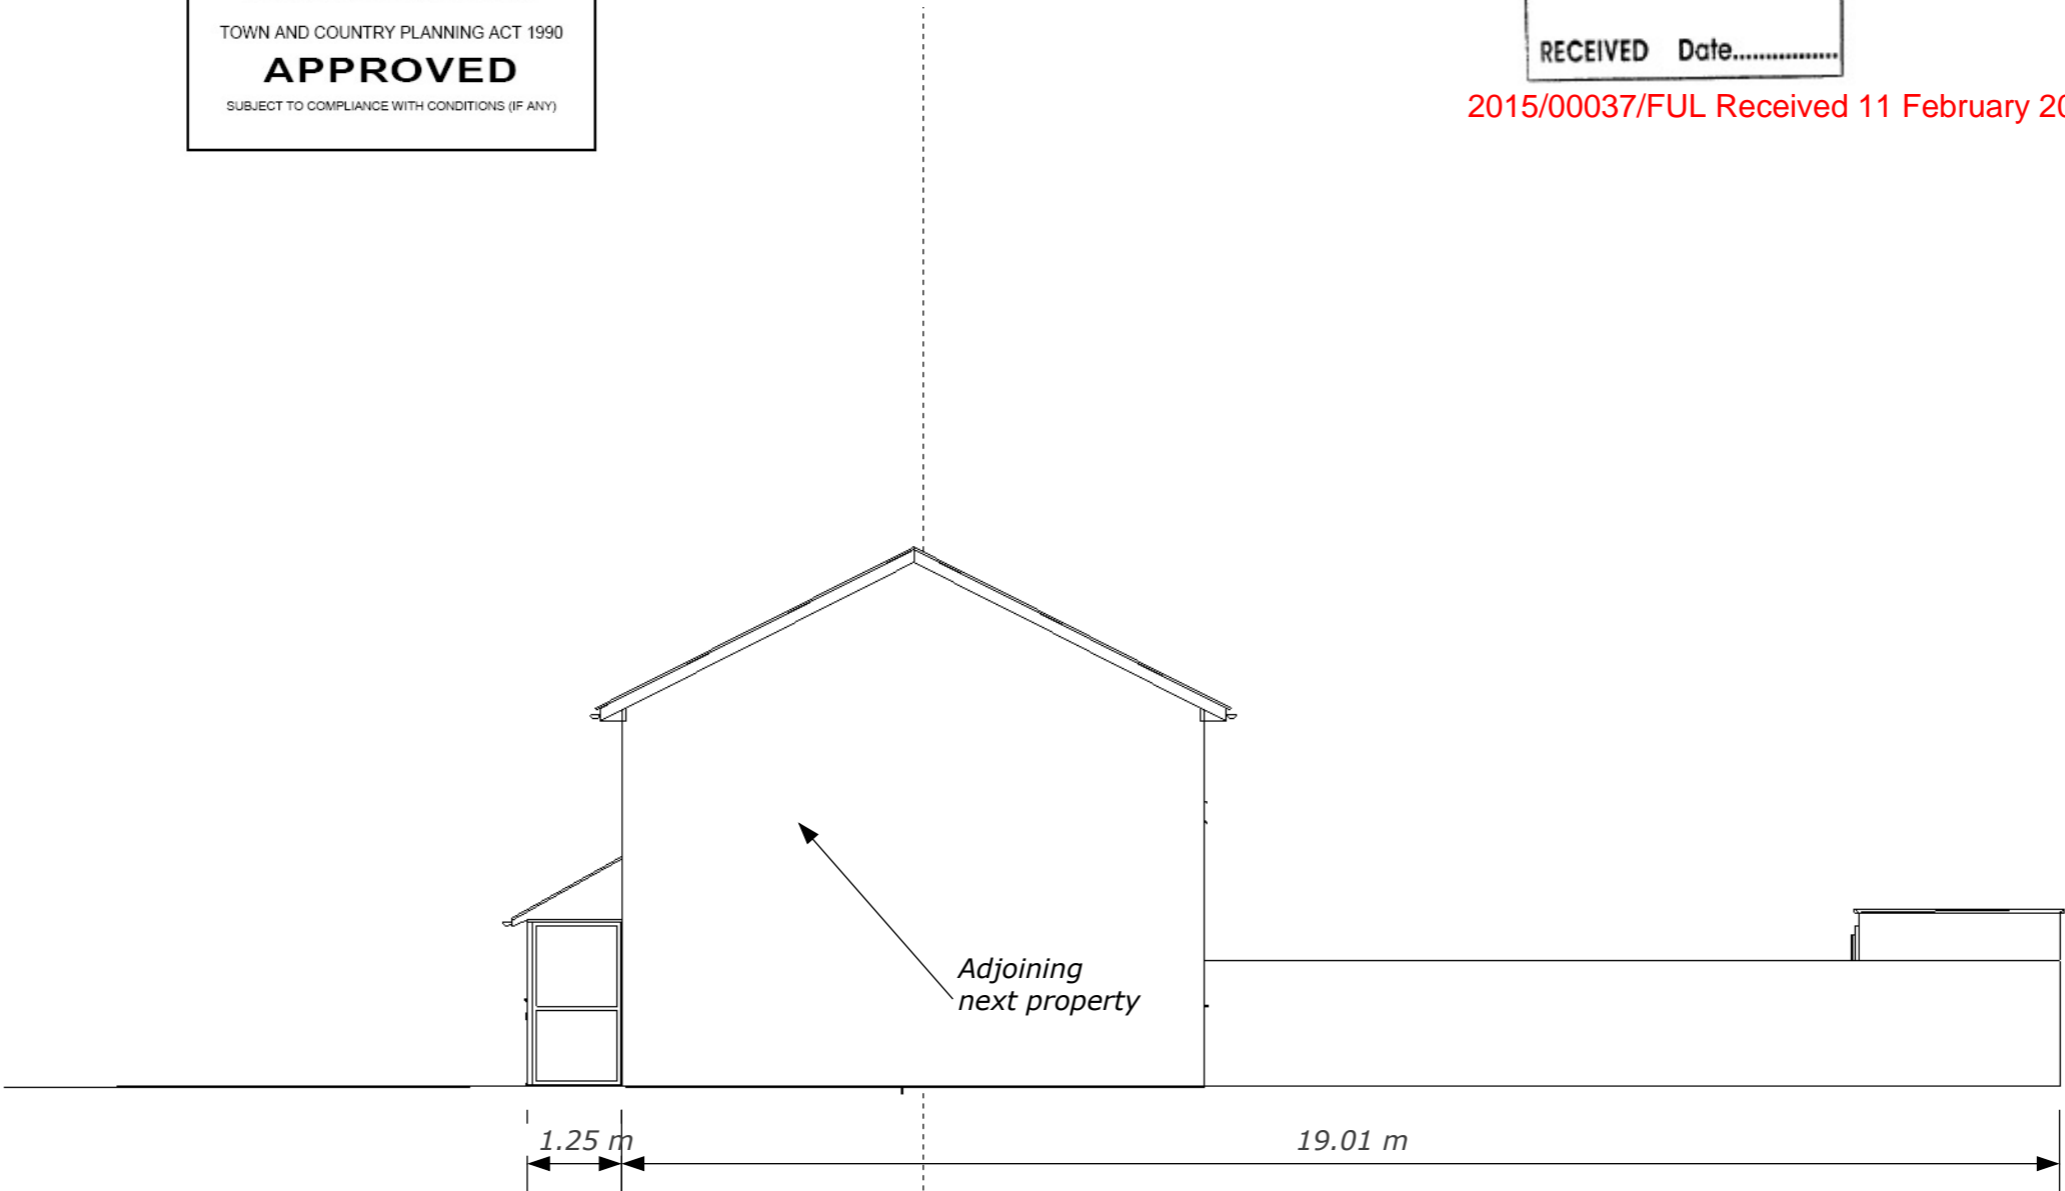 TOWN AND COUNTRY PLANNING ACT 1990
APPROVED
SUBJECT TO COMPLIANCE WITH CONDITIONS (IF ANY)
RECEIVED Date................
2015/00037/FUL Received 11 February 20
Adjoining
next property
1.25 m
19.01 m